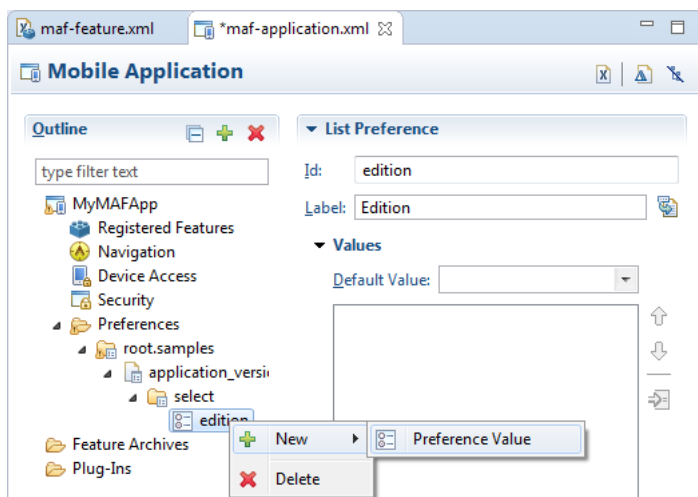 maf-feature.xml
*maf-application.xml
Mobile Application
Outline
type filter text
MyMAFApp
Registered Features
Navigation
Device Access
Security
Preferences
root.samples
application_versi
select
edition
Feature Archives
Plug-Ins
List Preference
Id: edition
Label: Edition
Values
Default Value:
New
Delete
Preference Value